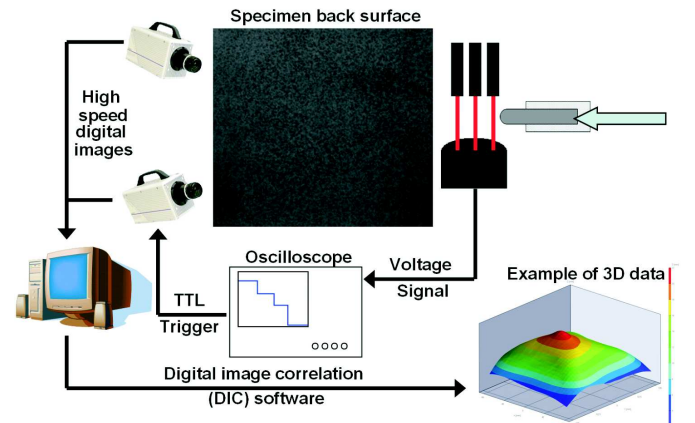 Specimen back surface
High
speed
digital
images
Oscilloscope
Voltage
Signal
TTL
Trigger
Example of 3D data
Digital image correlation
(DIC) software